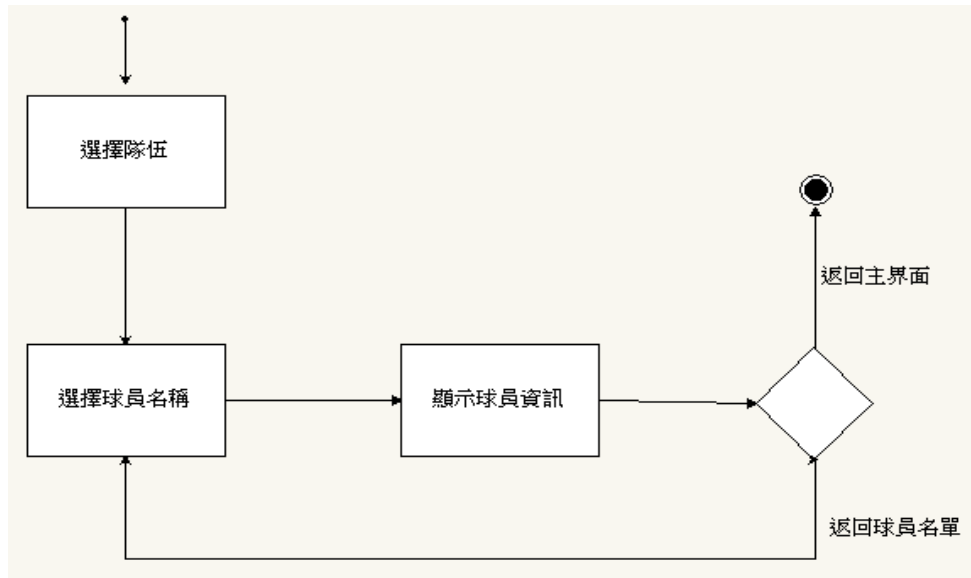 選擇隊伍
選擇球員名稱
顯示球員資訊
返回主界面
返回球員名單